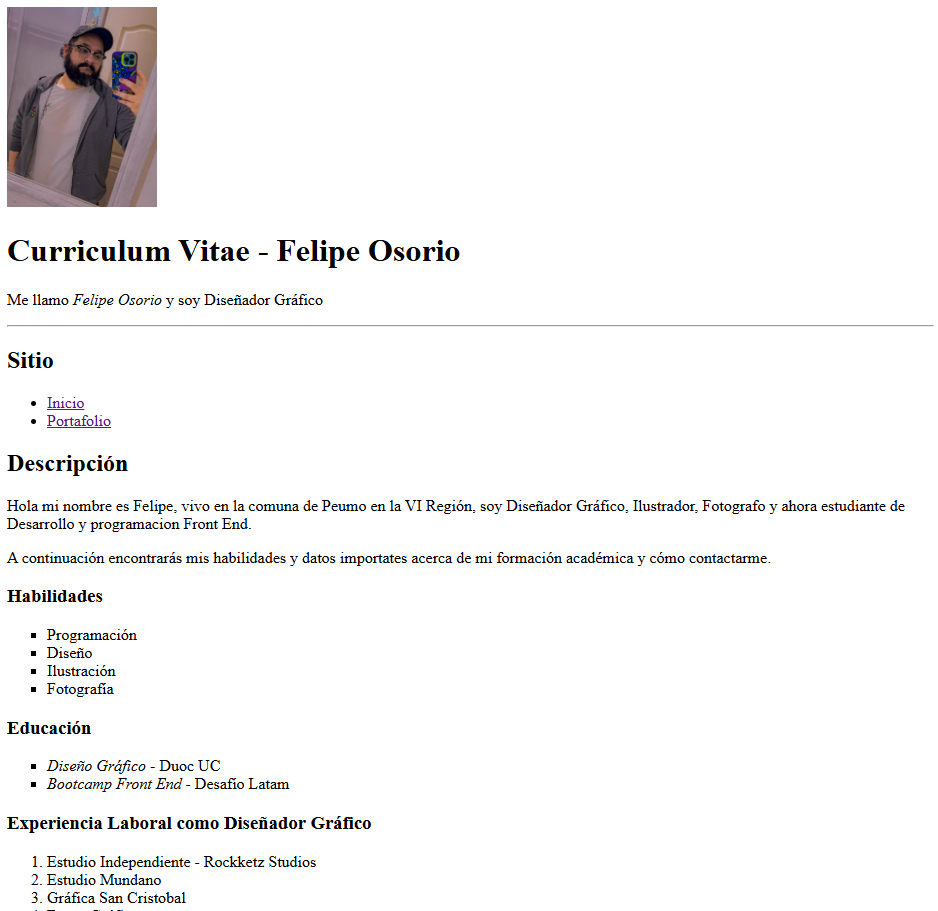 Curriculum Vitae - Felipe Osorio
Me llamo Felipe Osorio y soy Diseñador Gráfico
Sitio
Inicio
Portafolio
Descripción
Hola mi nombre es Felipe, vivo en la comuna de Peumo en la VI Región, soy Diseñador Gráfico, Ilustrador, Fotografo y ahora estudiante de
Desarrollo y programacion Front End.
A continuación encontrarás mis habilidades y datos importates acerca de mi formación académica y cómo contactarme.
Habilidades
Programación
Diseño
Ilustración
Fotografía
Educación
Diseño Gráfico - Duoc UC
Bootcamp Front End - Desafío Latam
Experiencia Laboral como Diseñador Gráfico
1. Estudio Independiente - Rockketz Studios
2. Estudio Mundano
3. Gráfica San Cristobal